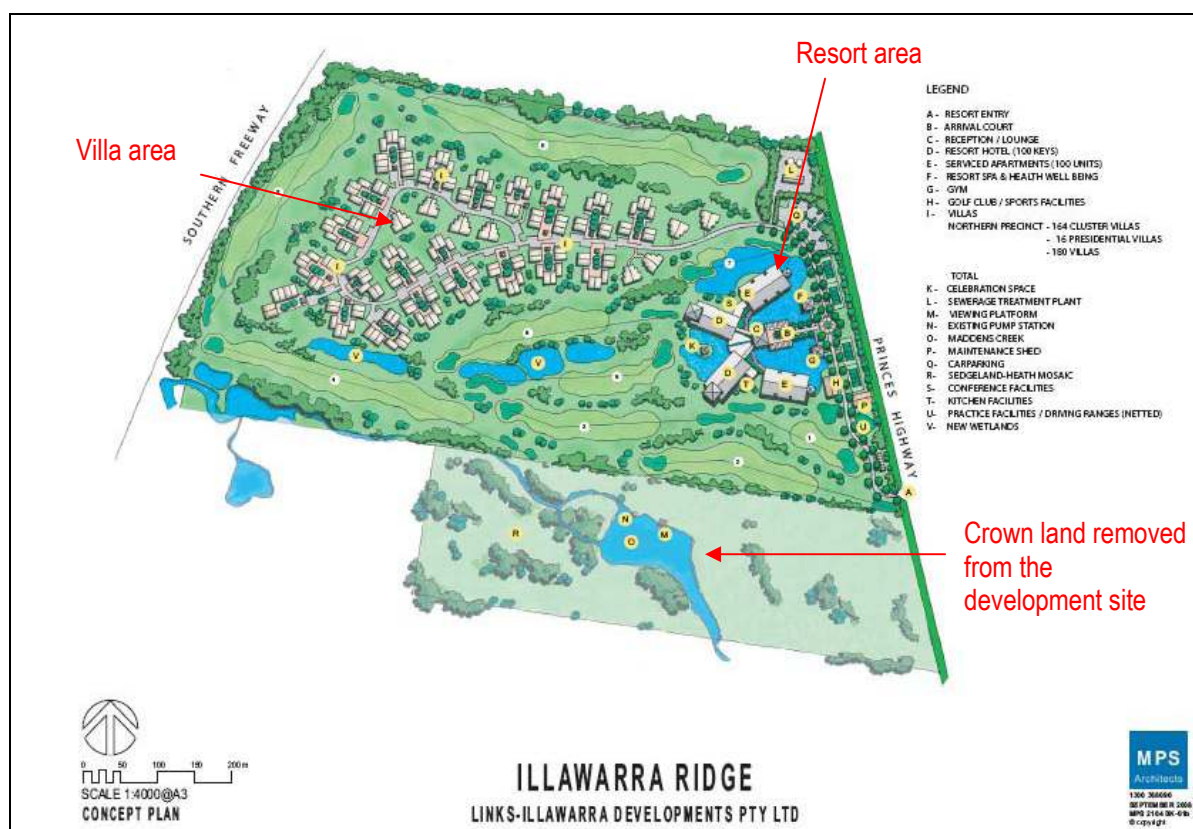 Resort area
Villa area
Crown land removed
from the
development site
SOUTHERN FREEWAY
PRINCES HIGHWAY
LEGEND
A - RESORT ENTRY
B - ARRIVAL COURT
C - RECEPTION / LOUNGE
D - RESORT HOTEL (100 KEYS)
E - SERVICED APARTMENTS (100 UNITS)
F - RESORT SPA & HEALTH WELL BEING
G - GYM
H - GOLF CLUB / SPORTS FACILITIES
I - VILLAS
NORTHERN PRECINCT - 164 CLUSTER VILLAS
- 16 PRESIDENTIAL VILLAS
- 180 VILLAS
TOTAL
K - CELEBRATION SPACE
L - SEWERAGE TREATMENT PLANT
M - VIEWING PLATFORM
N - EXISTING PUMP STATION
O - MADDENS CREEK
P - MAINTENANCE SHED
Q - CARPARKING
R - SEDGELAND-HEATH MOSAIC
S - CONFERENCE FACILITIES
T - KITCHEN FACILITIES
U - PRACTICE FACILITIES / DRIVING RANGES (NETTED)
V - NEW WETLANDS
L
I
Q
I
I
7
E
F
S
D
C
B
K
G
V
V
D
E
H
T
P
U
A
R
N
M
O
0 50 100 150 200 m
SCALE 1:4000@A3
CONCEPT PLAN
ILLAWARRA RIDGE
LINKS-ILLAWARRA DEVELOPMENTS PTY LTD
MPS
Architects
© copyright